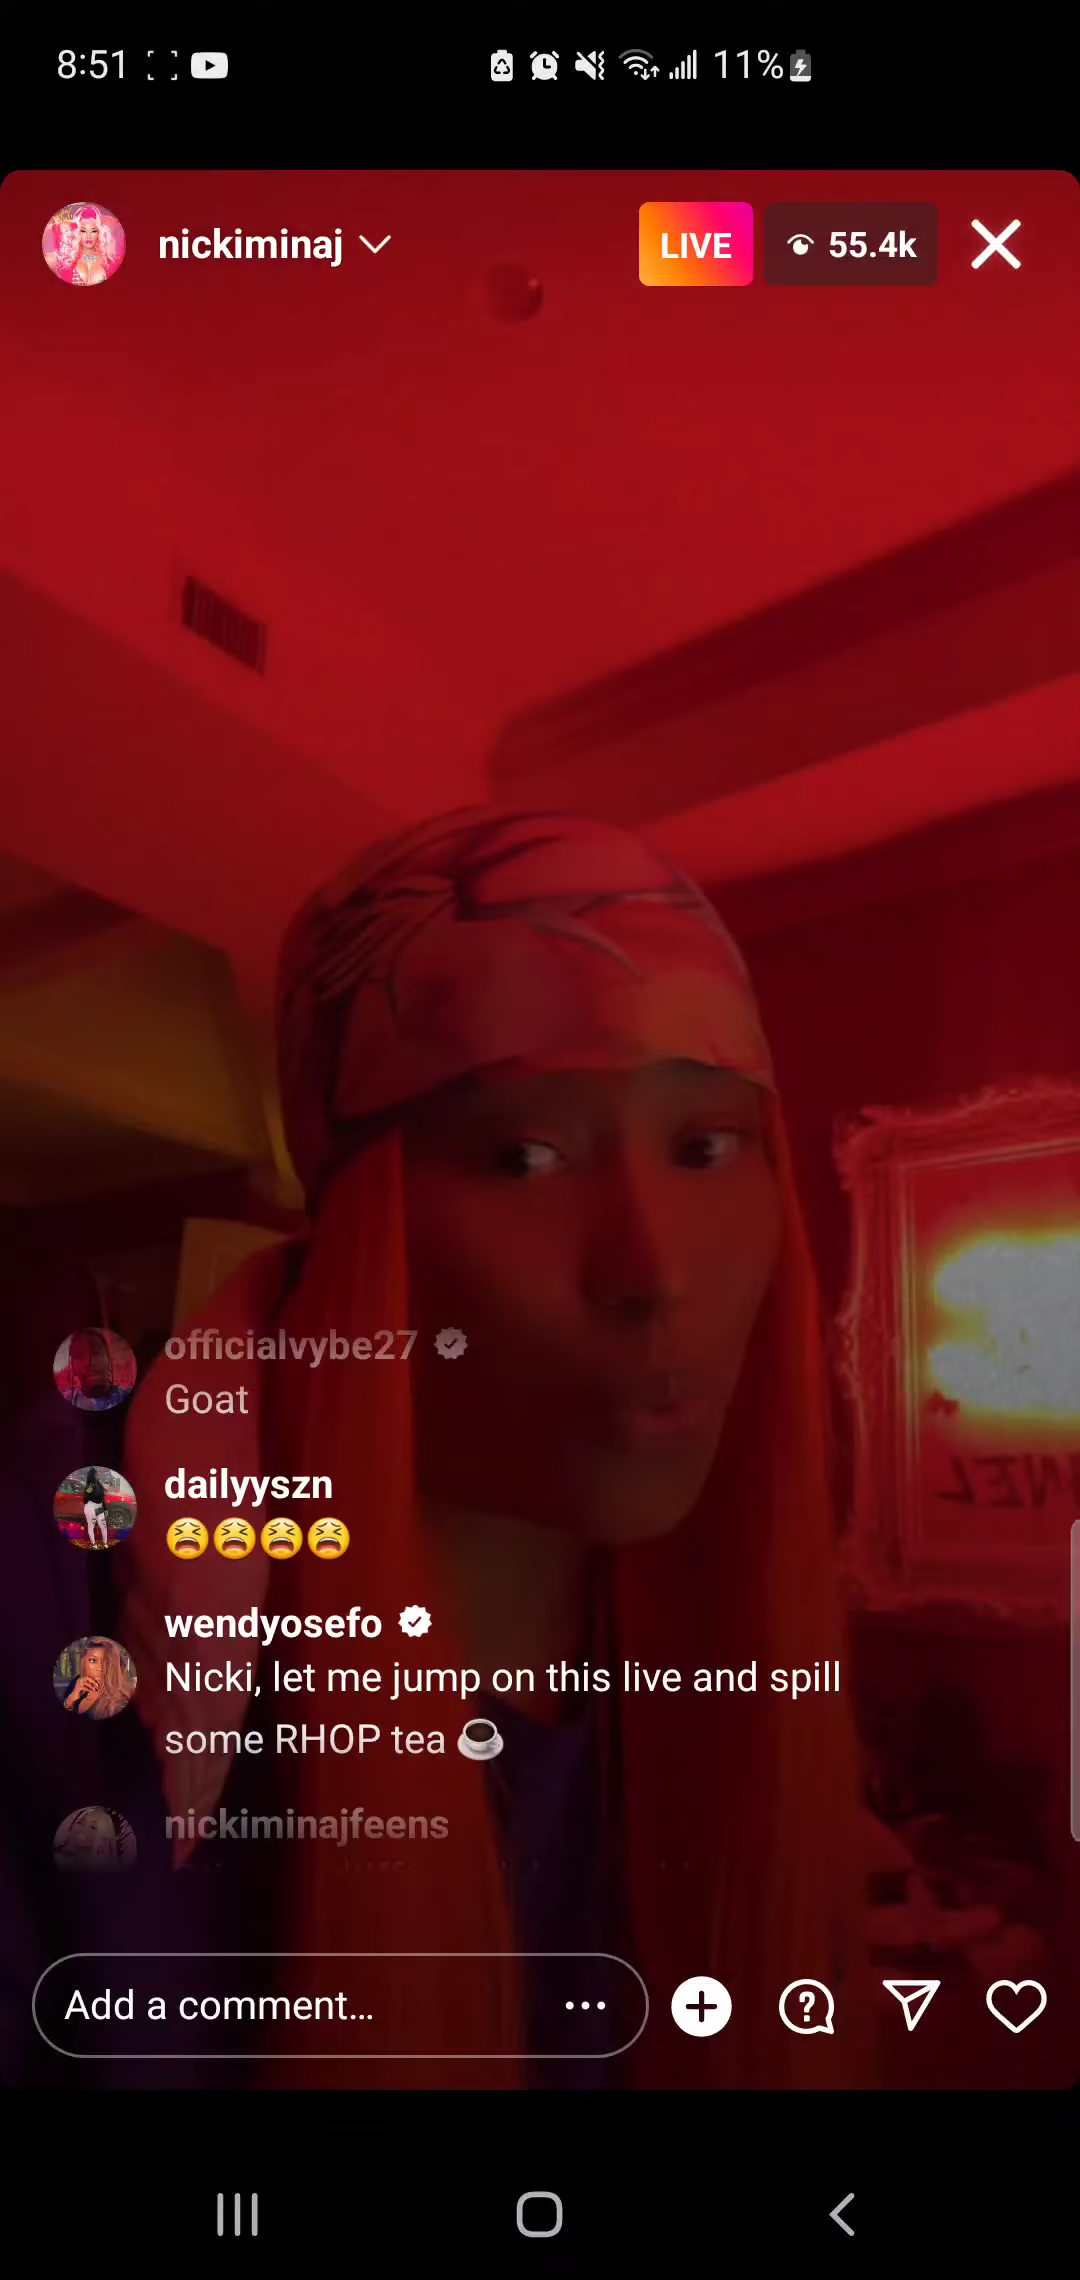 8:51 11%
nickiminaj LIVE 55.4k
officialvybe27
Goat
dailyyszn
😫😫😫😫
wendyosefo
Nicki, let me jump on this live and spill
some RHOP tea ☕
nickiminajfeens
Add a comment...